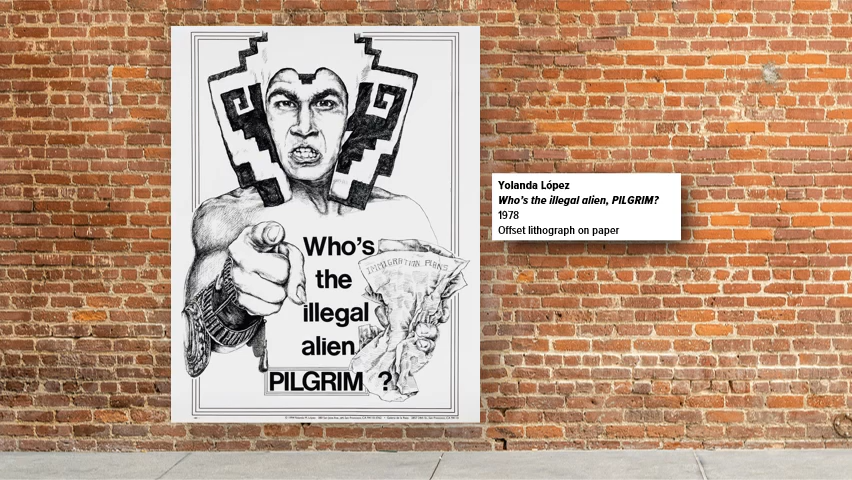 IMMIGRATION PLANS
Who's
the
illegal
alien,
PILGRIM ?
Yolanda López
Who's the illegal alien, PILGRIM?
1978
Offset lithograph on paper